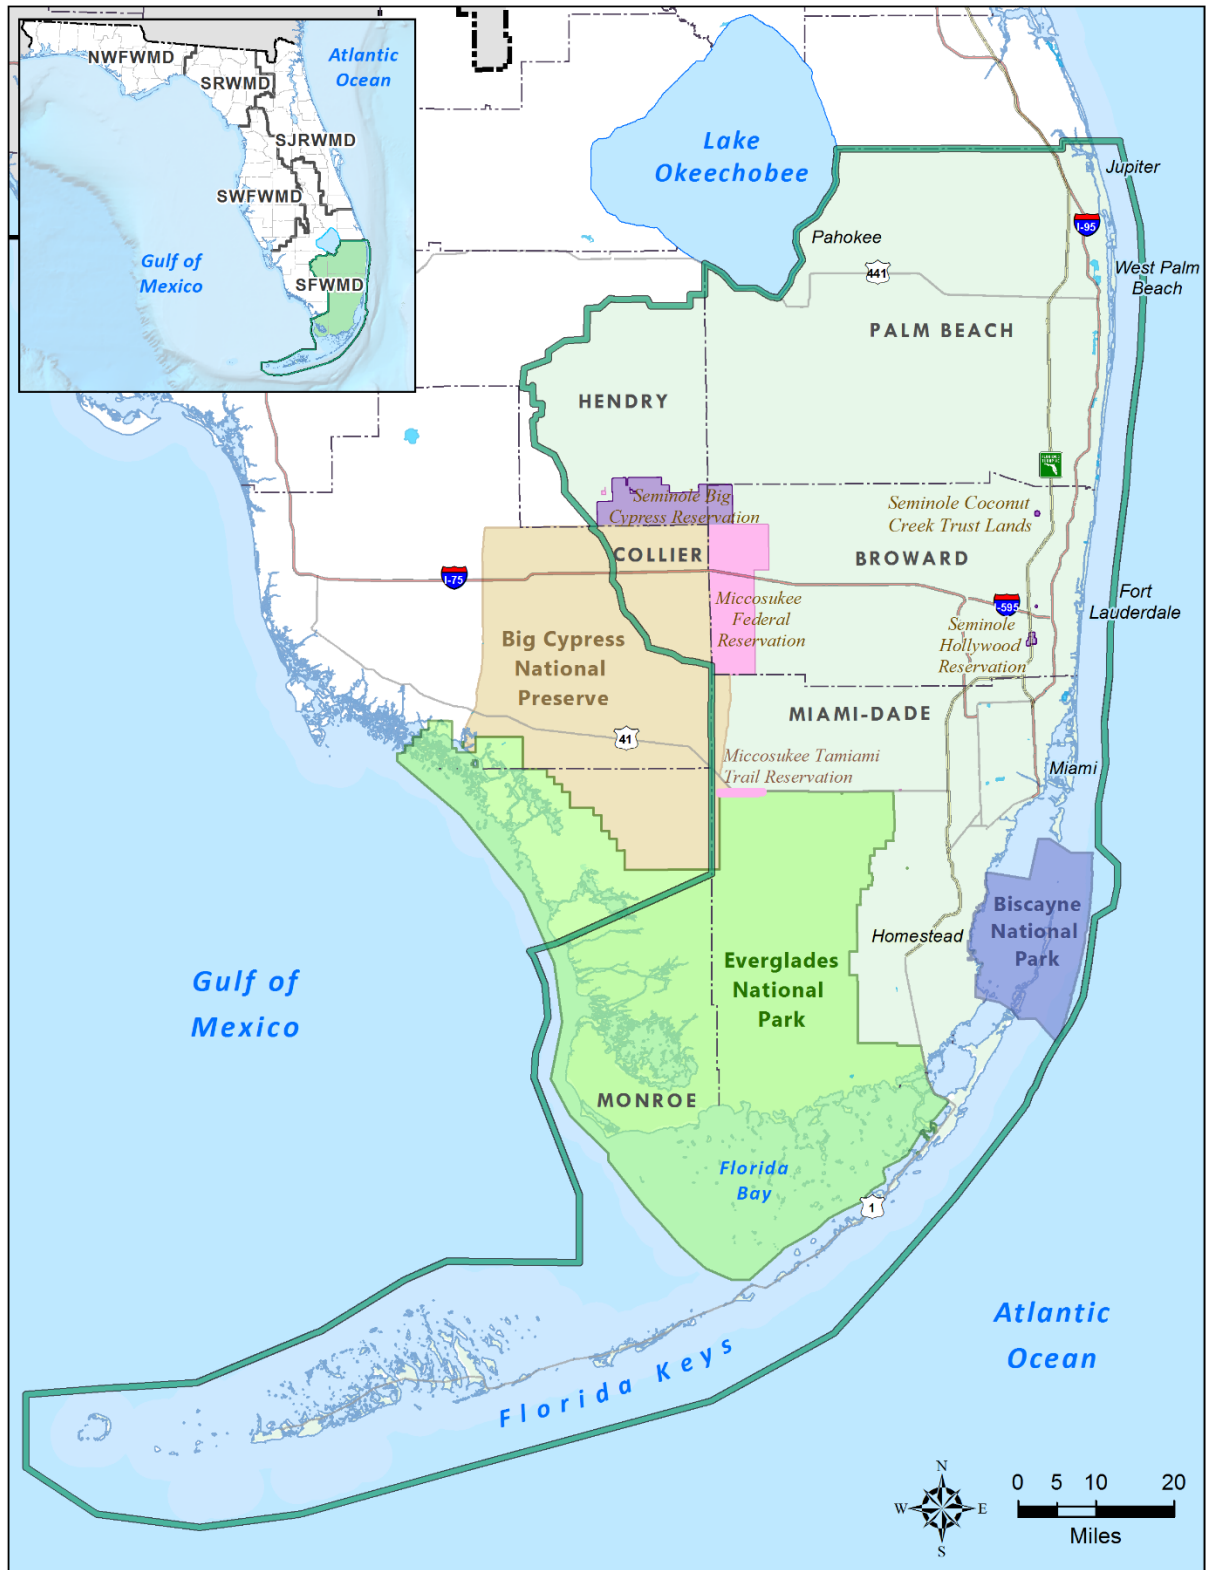 NWFWMD
SRWMD
Atlantic
Ocean
SJRWMD
SWFWMD
Gulf of
Mexico
SFWMD
Lake
Okeechobee
Jupiter
I-95
Pahokee
441
West Palm
Beach
PALM BEACH
HENDRY
Seminole Big
Cypress Reservation
Seminole Coconut
Creek Trust Lands
COLLIER
BROWARD
I-75
Miccosukee
Federal
Reservation
I-595
Fort
Lauderdale
Seminole
Hollywood
Reservation
Big Cypress
National
Preserve
MIAMI-DADE
41
Miccosukee Tamiami
Trail Reservation
Miami
Biscayne
National
Park
Homestead
Everglades
National
Park
Gulf of
Mexico
MONROE
Florida
Bay
1
Atlantic
Ocean
Florida Keys
N
W E
S
0 5 10 20
Miles